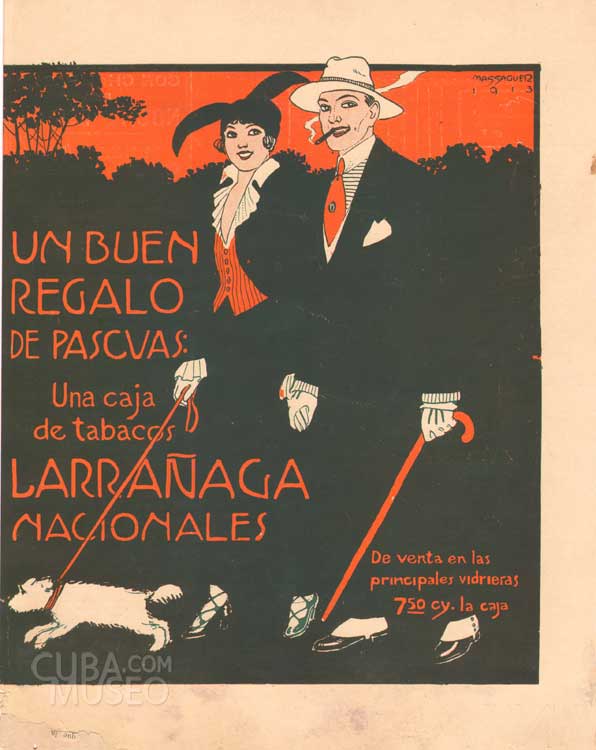 MASSAGUER
1913
UN BUEN
REGALO
DE PASCVAS:
Una caja
de tabacos
LARRAÑAGA
NACIONALES
De venta en las
principales vidrieras
7.50 cy. la caja
CUBA.COM
MUSEO